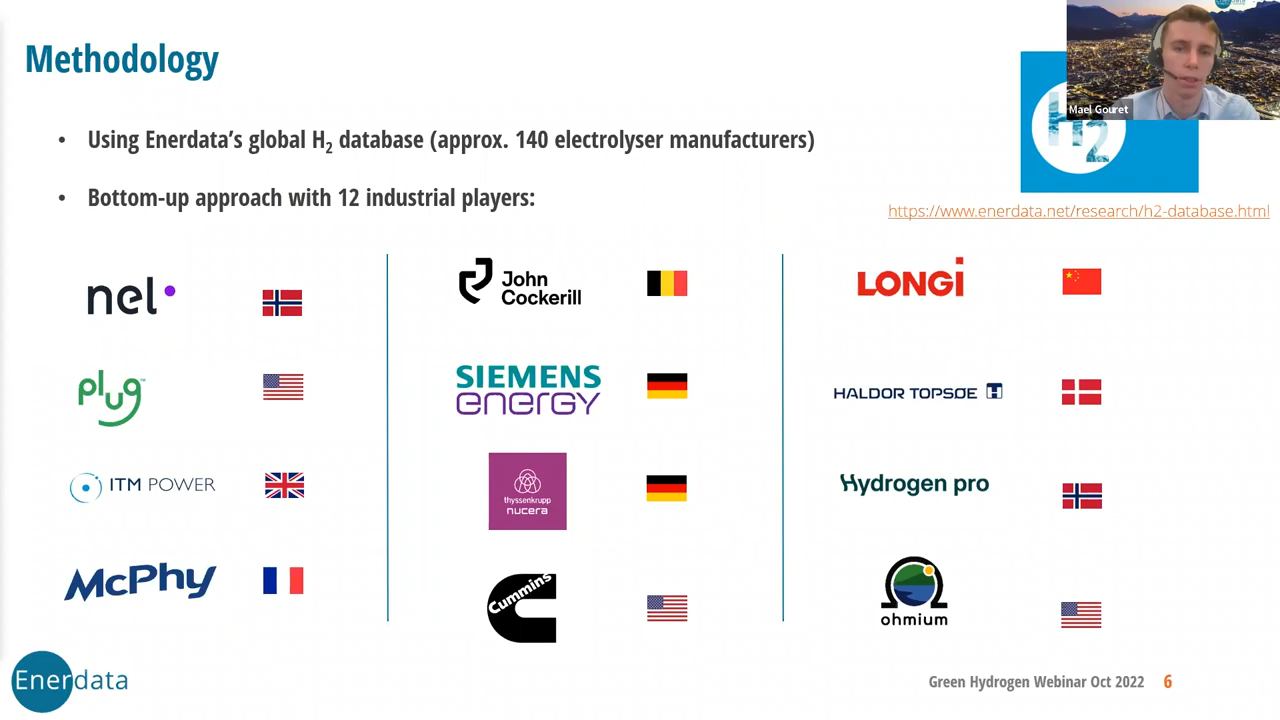 Methodology
Mael Gouret
H2
• Using Enerdata's global H2 database (approx. 140 electrolyser manufacturers)
• Bottom-up approach with 12 industrial players:
https://www.enerdata.net/research/h2-database.html
nel
plug™
ITM POWER
McPhy
John
Cockerill
SIEMENS
energy
thyssenkrupp
nucera
Cummins
LONGi
HALDOR TOPSØE
Hydrogen pro
ohmium
Enerdata
Green Hydrogen Webinar Oct 2022 6